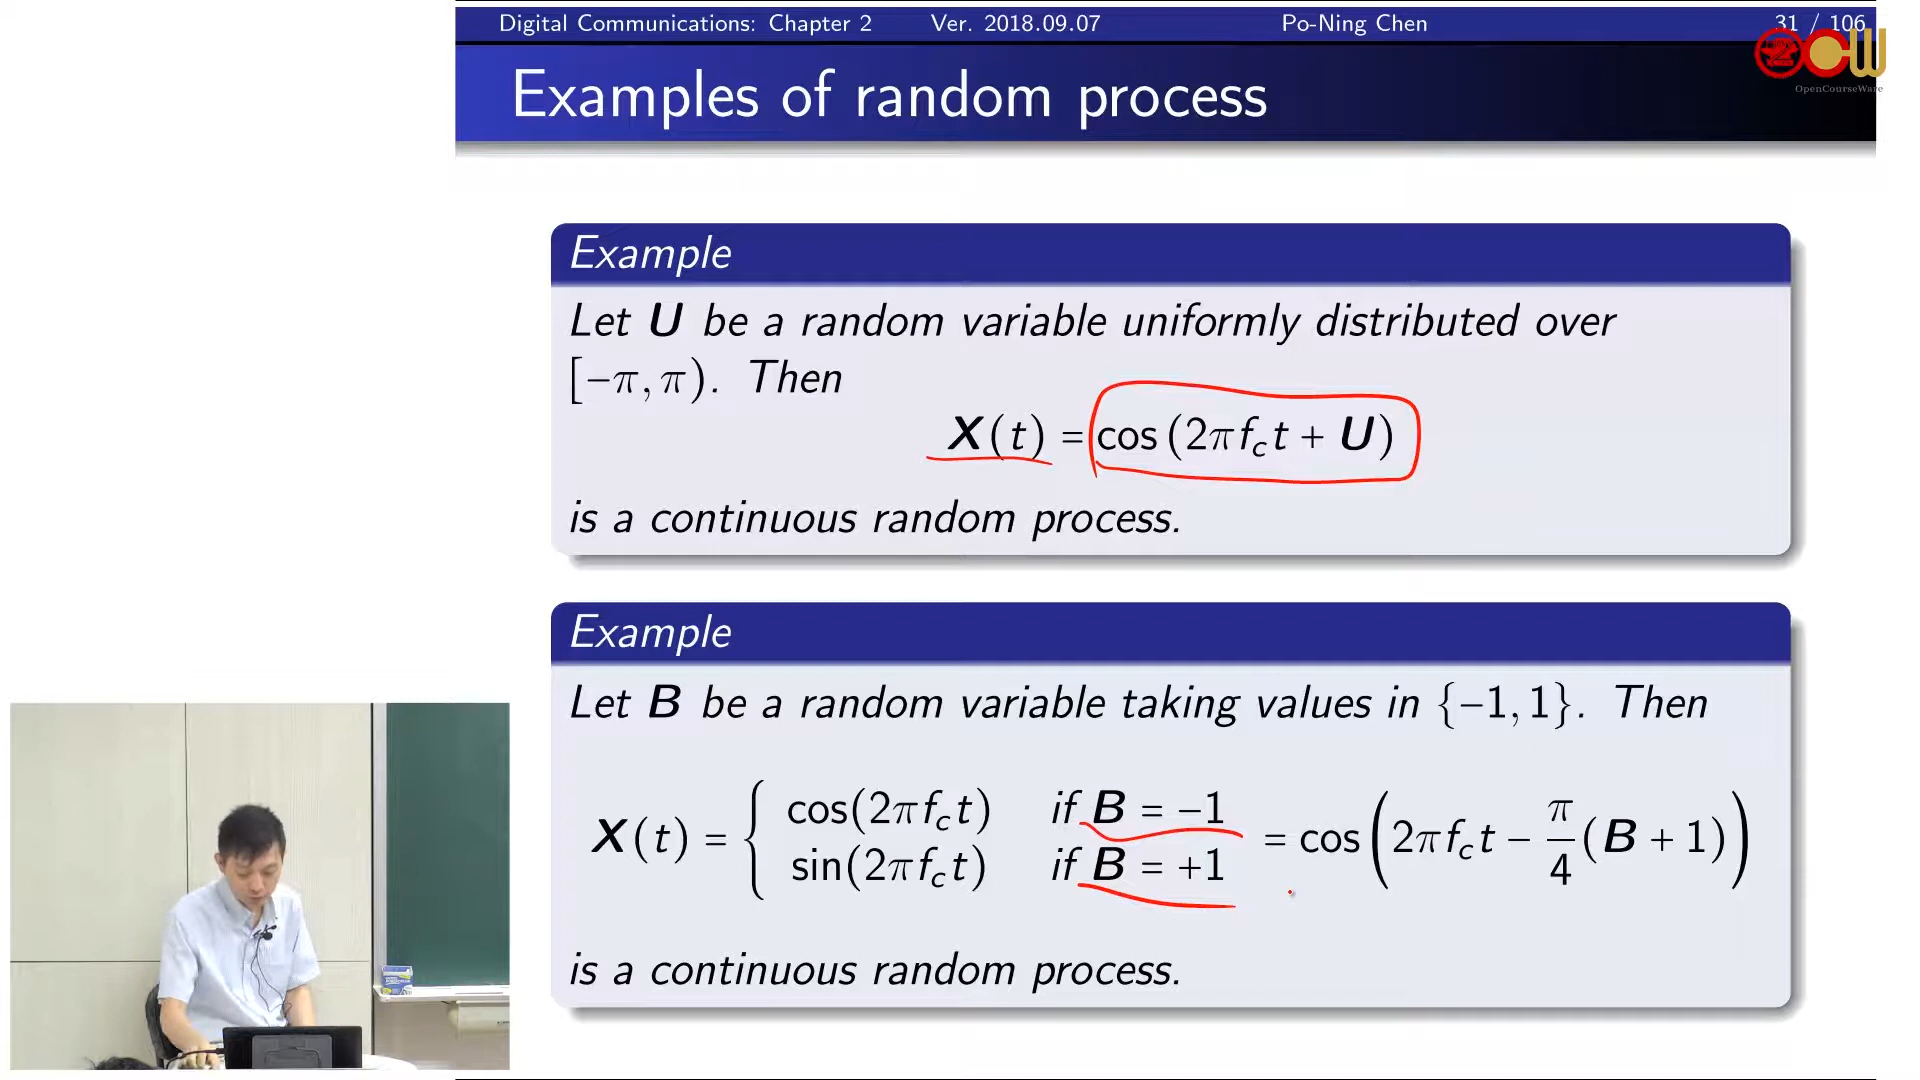 Digital Communications: Chapter 2 Ver. 2018.09.07 Po-Ning Chen 31 / 106
OCW
OpenCourseWare
Examples of random process
Example
Let U be a random variable uniformly distributed over
[−π, π). Then
X(t) = cos (2πf_c t + U)
is a continuous random process.
Example
Let B be a random variable taking values in {−1, 1}. Then
X(t) = { cos(2πf_c t) if B = −1
sin(2πf_c t) if B = +1 = cos(2πf_c t − π/4 (B + 1))
is a continuous random process.